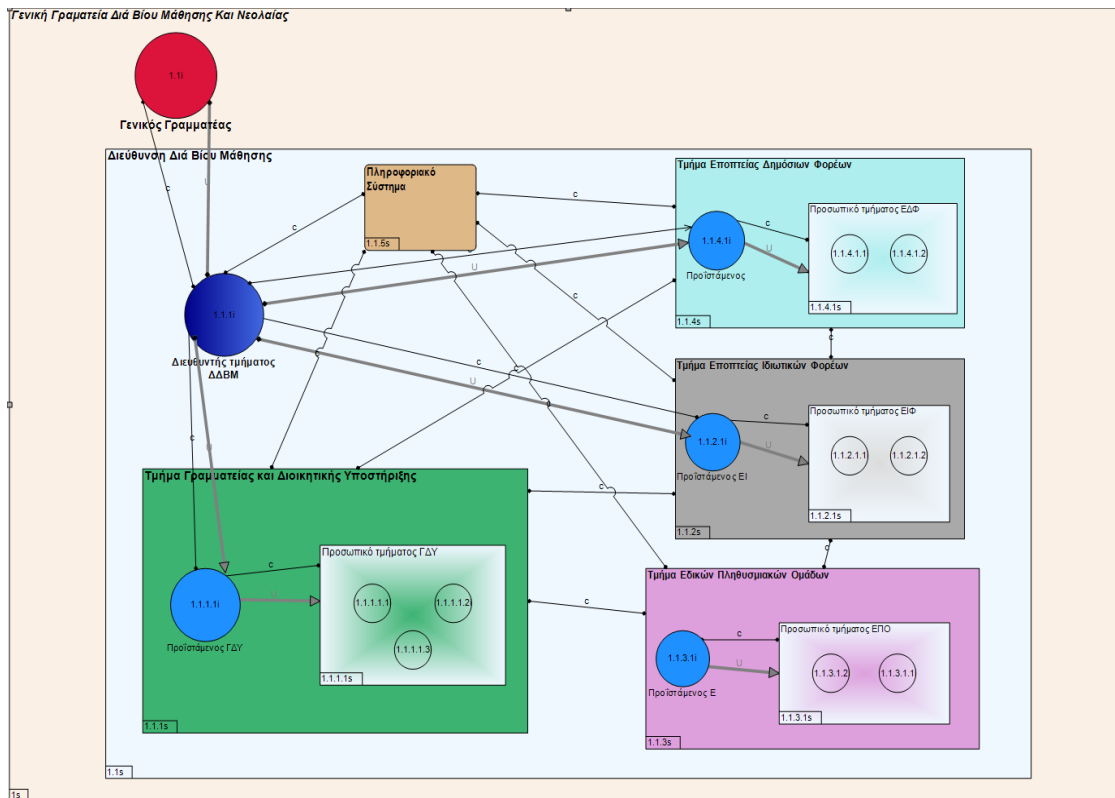 Γενική Γραματεία Διά Βίου Μάθησης Και Νεολαίας
1.1i
Γενικός Γραμματέας
c
U
Διεύθυνση Διά Βίου Μάθησης
Πληροφοριακό
Σύστημα
1.1.5s
c
c
1.1.1i
Διευθυντής τμήματος
ΔΔΒΜ
U
c
U
c
U
c
c
c
Τμήμα Εποπτείας Δημόσιων Φορέων
1.1.4.1i
Προϊστάμενος
c
U
Προσωπικό τμήματος ΕΔΦ
1.1.4.1.1
1.1.4.1.2
1.1.4.1s
1.1.4s
c
Τμήμα Εποπτείας Ιδιωτικών Φορέων
1.1.2.1i
Προϊστάμενος ΕΙ
c
U
Προσωπικό τμήματος ΕΙΦ
1.1.2.1.1
1.1.2.1.2
1.1.2.1s
1.1.2s
c
Τμήμα Γραμματείας και Διοικητικής Υποστήριξης
1.1.1.1i
Προϊστάμενος ΓΔΥ
c
U
Προσωπικό τμήματος ΓΔΥ
1.1.1.1.1
1.1.1.1.2i
1.1.1.1.3
1.1.1.1s
1.1.1s
c
c
Τμήμα Εδικών Πληθυσμιακών Ομάδων
1.1.3.1i
Προϊστάμενος Ε
c
U
Προσωπικό τμήματος ΕΠΟ
1.1.3.1.2
1.1.3.1.1
1.1.3.1s
1.1.3s
1.1s
1s